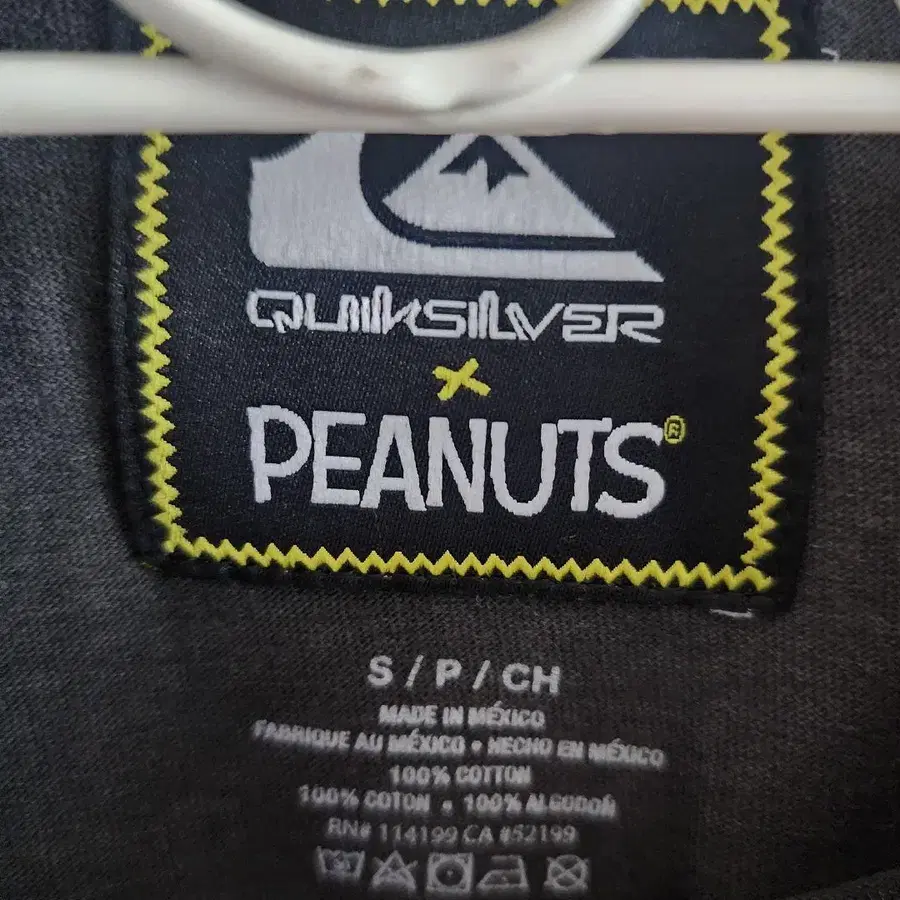 QUIKSILVER
x
PEANUTS®
S / P / CH
MADE IN MÉXICO
FABRIQUE AU MÉXICO • HECHO EN MÉXICO
100% COTTON
100% COTON • 100% ALGODON
RN# 114199 CA #52199